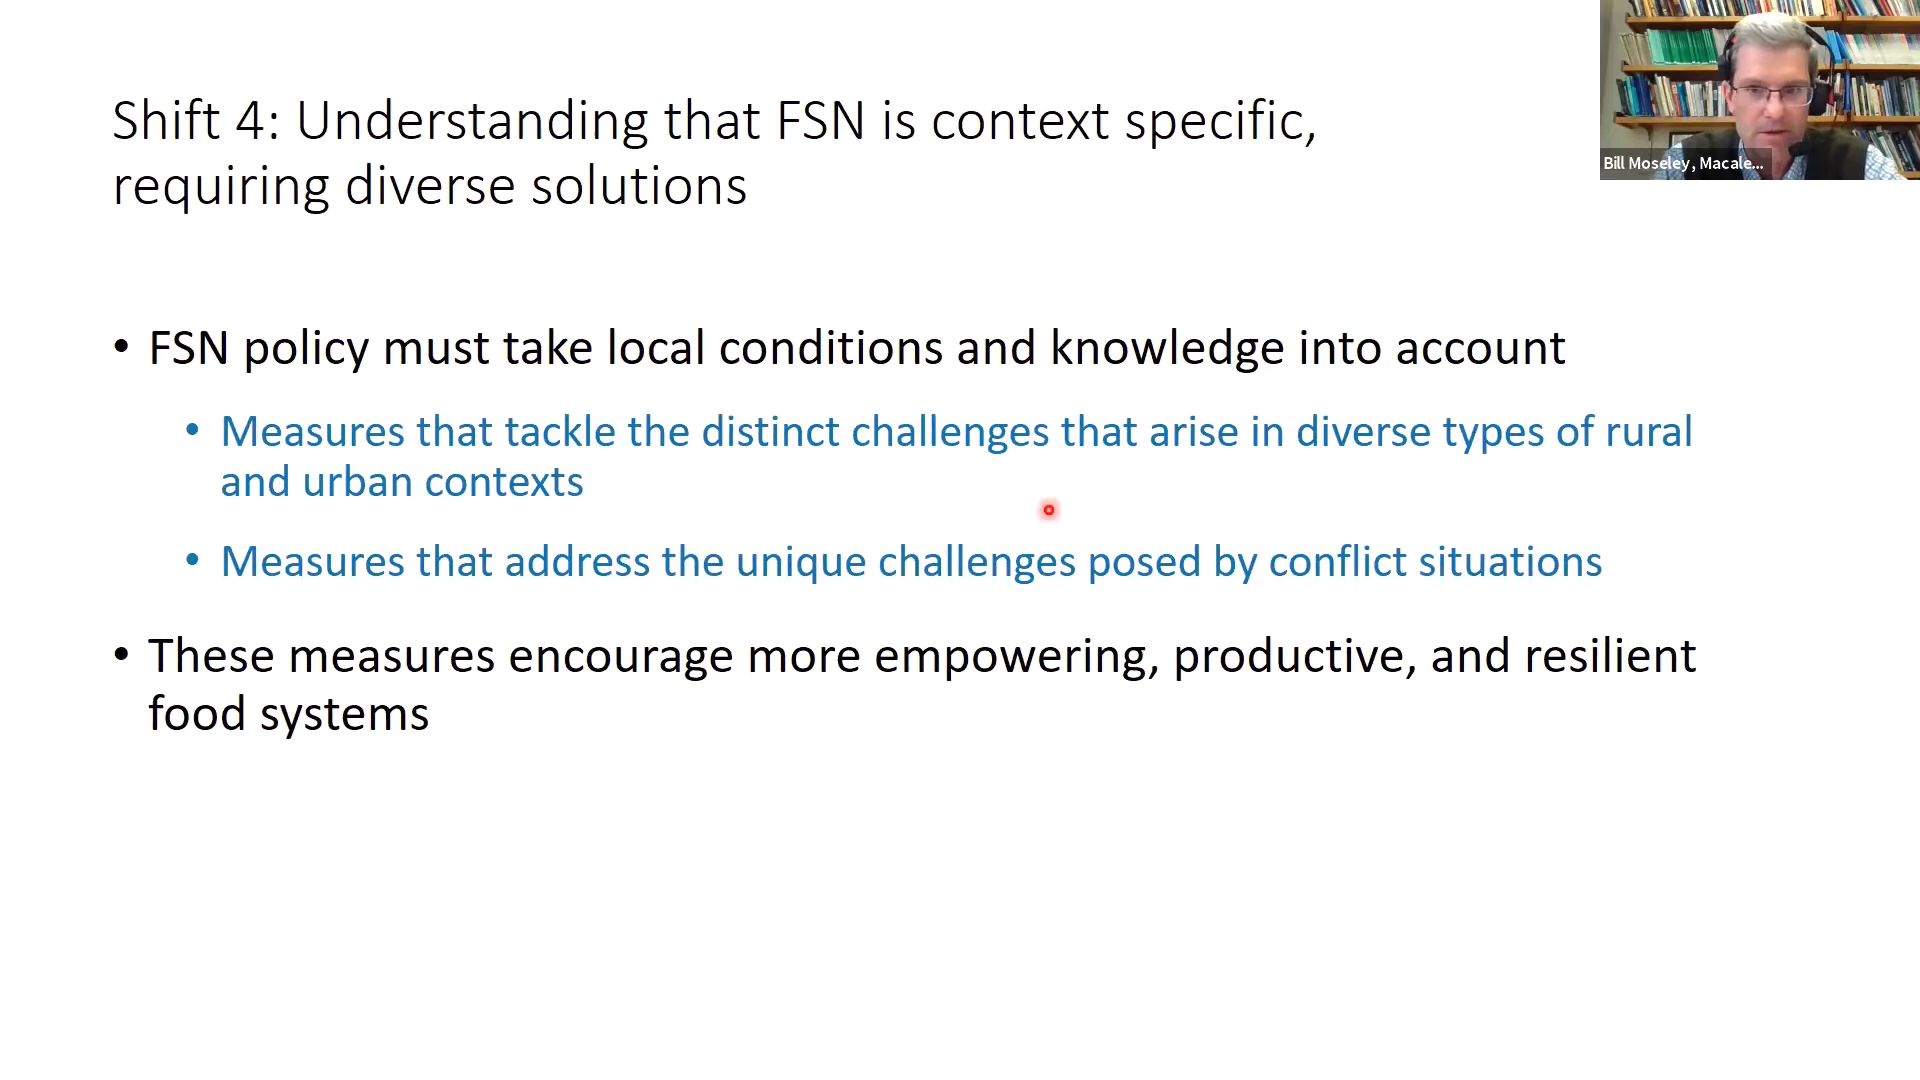 Shift 4: Understanding that FSN is context specific,
requiring diverse solutions
Bill Moseley, Macale...
• FSN policy must take local conditions and knowledge into account
• Measures that tackle the distinct challenges that arise in diverse types of rural
and urban contexts
• Measures that address the unique challenges posed by conflict situations
• These measures encourage more empowering, productive, and resilient
food systems